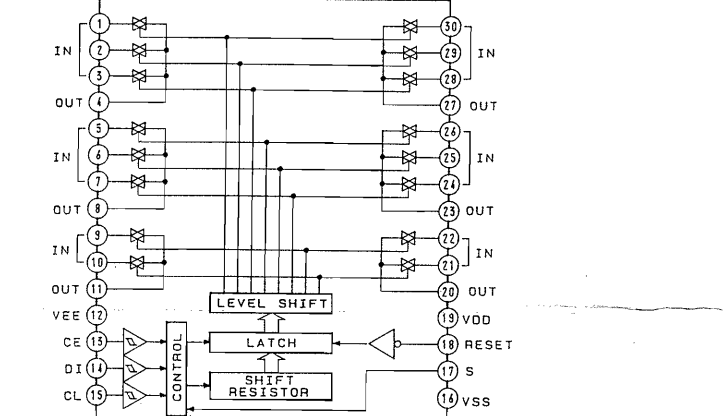 1 30
IN 2 29 IN
3 28
OUT 4 27 OUT
5 26
IN 6 25 IN
7 24
OUT 8 23 OUT
9 22
IN IN
10 21
OUT 11 20 OUT
LEVEL SHIFT
VEE 12 19 VDD
CE 13 LATCH 18 RESET
DI 14 CONTROL SHIFT 17 S
CL 15 RESISTOR 16 VSS